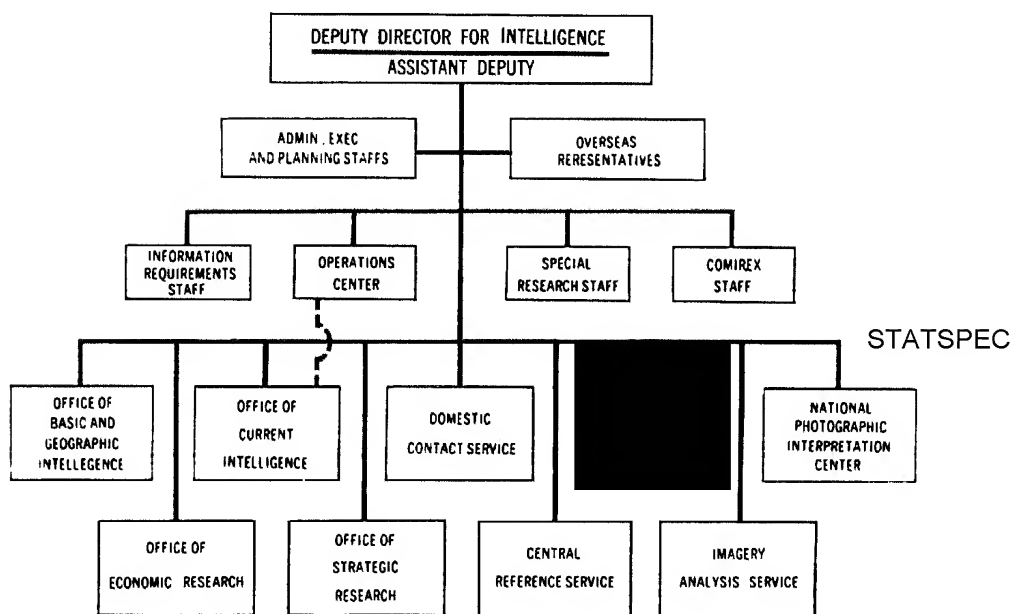 DEPUTY DIRECTOR FOR INTELLIGENCE
ASSISTANT DEPUTY
ADMIN, EXEC
AND PLANNING STAFFS
OVERSEAS
RERESENTATIVES
INFORMATION
REQUIREMENTS
STAFF
OPERATIONS
CENTER
SPECIAL
RESEARCH STAFF
COMIREX
STAFF
STATSPEC
OFFICE OF
BASIC AND
GEOGRAPHIC
INTELLEGENCE
OFFICE OF
CURRENT
INTELLIGENCE
DOMESTIC
CONTACT SERVICE
NATIONAL
PHOTOGRAPHIC
INTERPRETATION
CENTER
OFFICE OF
ECONOMIC RESEARCH
OFFICE OF
STRATEGIC
RESEARCH
CENTRAL
REFERENCE SERVICE
IMAGERY
ANALYSIS SERVICE